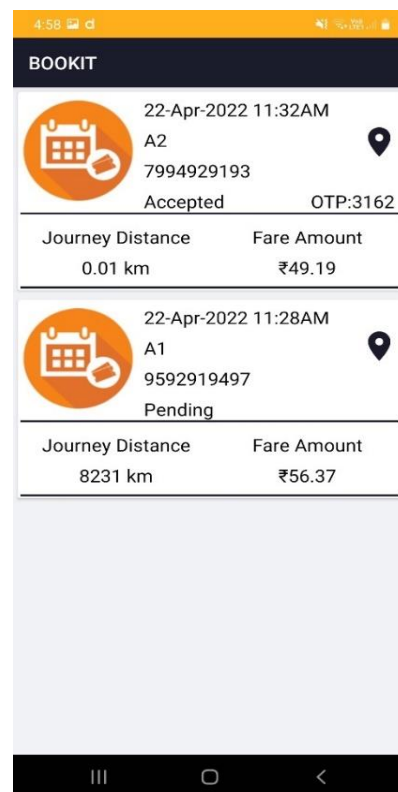 4:58 d
BOOKIT
22-Apr-2022 11:32AM
A2
7994929193
Accepted OTP:3162
Journey Distance Fare Amount
0.01 km ₹49.19
22-Apr-2022 11:28AM
A1
9592919497
Pending
Journey Distance Fare Amount
8231 km ₹56.37